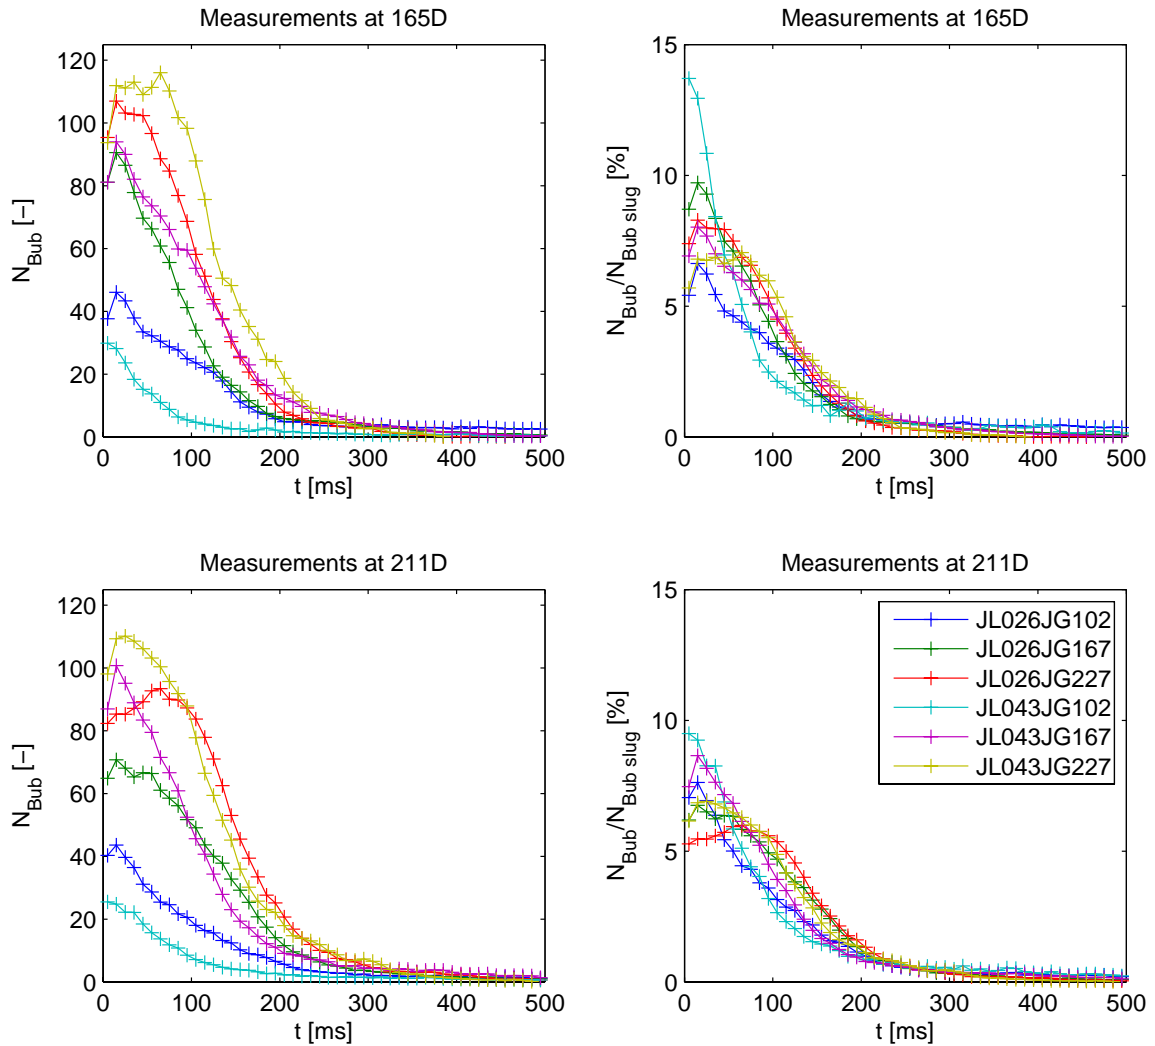 Measurements at 165D
120
100
80
60
40
20
0
N_Bub [−]
0 100 200 300 400 500
t [ms]
Measurements at 165D
15
10
5
0
N_Bub/N_Bub slug [%]
0 100 200 300 400 500
t [ms]
Measurements at 211D
120
100
80
60
40
20
0
N_Bub [−]
0 100 200 300 400 500
t [ms]
Measurements at 211D
15
10
5
0
N_Bub/N_Bub slug [%]
JL026JG102
JL026JG167
JL026JG227
JL043JG102
JL043JG167
JL043JG227
0 100 200 300 400 500
t [ms]